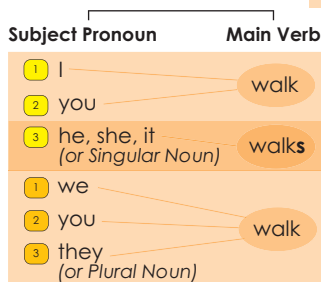 Subject Pronoun Main Verb
1 I
walk
2 you
3 he, she, it walks
(or Singular Noun)
1 we
2 you walk
3 they
(or Plural Noun)